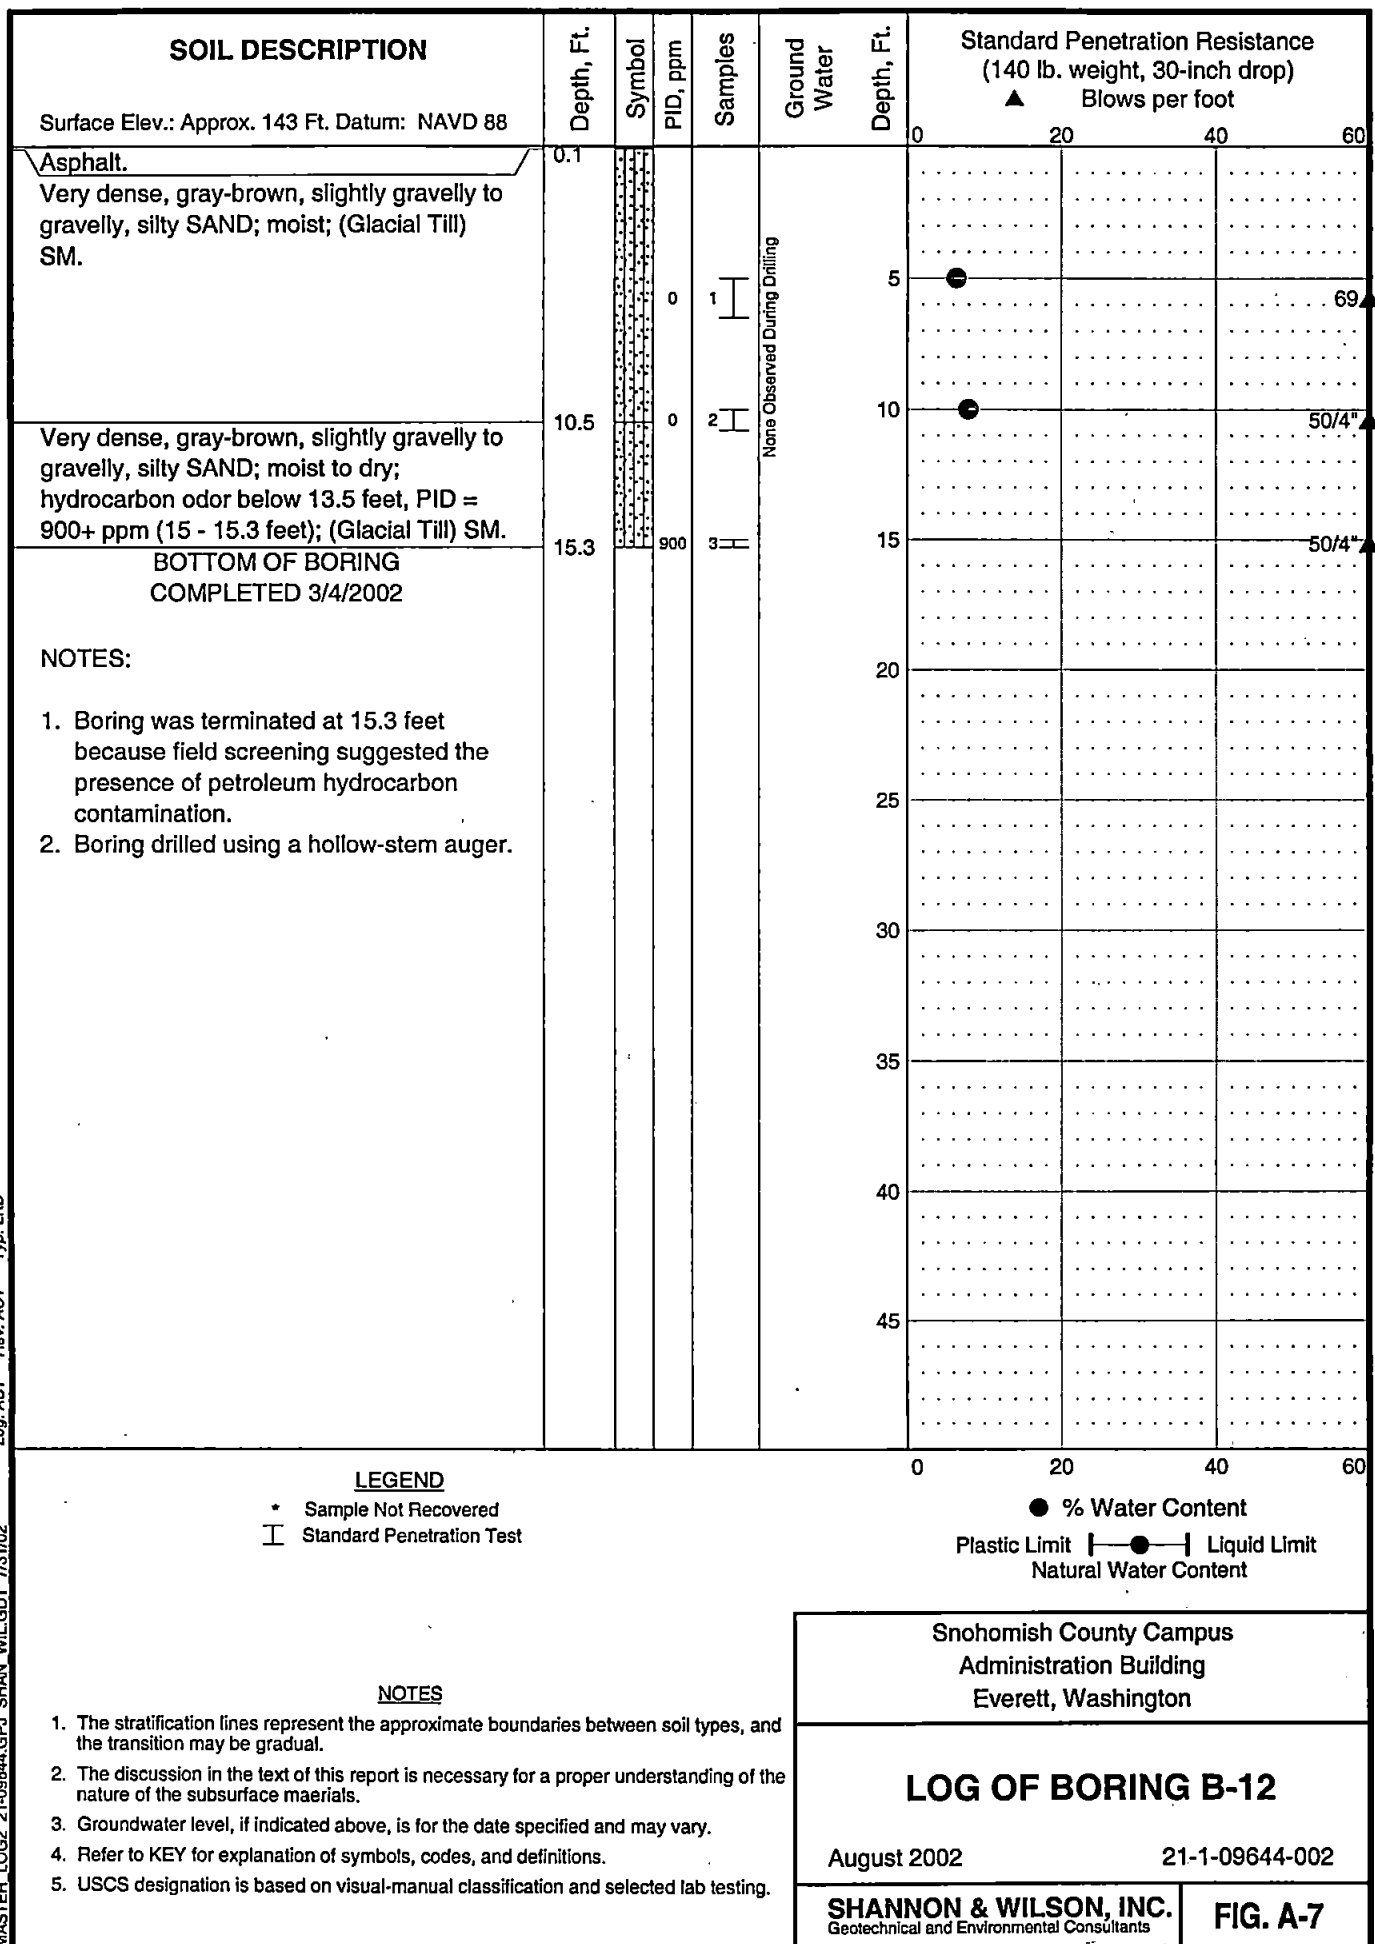 SOIL DESCRIPTION
Surface Elev.: Approx. 143 Ft. Datum: NAVD 88
Depth, Ft.
Symbol
PID, ppm
Samples
Ground
Water
Depth, Ft.
Standard Penetration Resistance
(140 lb. weight, 30-inch drop)
▲ Blows per foot
0 20 40 60
Asphalt.
0.1
Very dense, gray-brown, slightly gravelly to
gravelly, silty SAND; moist; (Glacial Till)
SM.
None Observed During Drilling
5
0 1
69
10
10.5 0 2
50/4"
Very dense, gray-brown, slightly gravelly to
gravelly, silty SAND; moist to dry;
hydrocarbon odor below 13.5 feet, PID =
900+ ppm (15 - 15.3 feet); (Glacial Till) SM.
15.3 900 3
15
50/4"
BOTTOM OF BORING
COMPLETED 3/4/2002
NOTES:
1. Boring was terminated at 15.3 feet
because field screening suggested the
presence of petroleum hydrocarbon
contamination.
2. Boring drilled using a hollow-stem auger.
20
25
30
35
40
45
0 20 40 60
LEGEND
* Sample Not Recovered
Standard Penetration Test
● % Water Content
Plastic Limit Liquid Limit
Natural Water Content
NOTES
1. The stratification lines represent the approximate boundaries between soil types, and
the transition may be gradual.
2. The discussion in the text of this report is necessary for a proper understanding of the
nature of the subsurface maerials.
3. Groundwater level, if indicated above, is for the date specified and may vary.
4. Refer to KEY for explanation of symbols, codes, and definitions.
5. USCS designation is based on visual-manual classification and selected lab testing.
Snohomish County Campus
Administration Building
Everett, Washington
LOG OF BORING B-12
August 2002 21-1-09644-002
SHANNON & WILSON, INC.
Geotechnical and Environmental Consultants
FIG. A-7
MASTER_LOG2 21-09644.GPJ SHAN_WIL.GDT 7/31/02